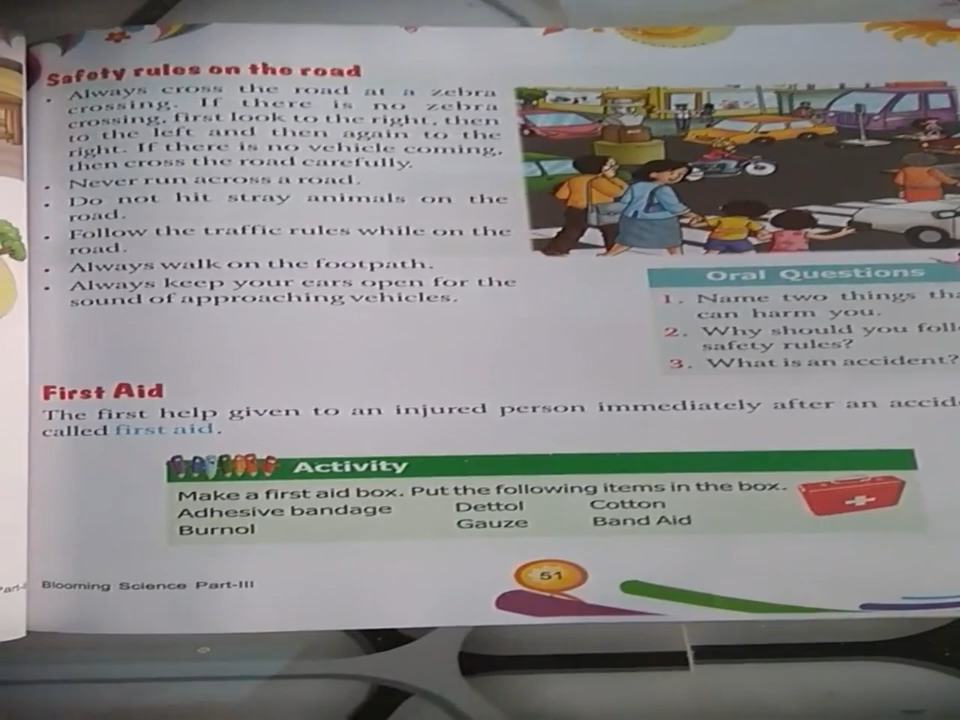 Safety rules on the road
• Always cross the road at a zebra
crossing. If there is no zebra
crossing, first look to the right, then
to the left and then again to the
right. If there is no vehicle coming,
then cross the road carefully.
• Never run across a road.
• Do not hit stray animals on the
road.
• Follow the traffic rules while on the
road.
• Always walk on the footpath.
• Always keep your ears open for the
sound of approaching vehicles.
Oral Questions
1. Name two things tha
can harm you.
2. Why should you foll
safety rules?
3. What is an accident?
First Aid
The first help given to an injured person immediately after an accid
called first aid.
Activity
Make a first aid box. Put the following items in the box.
Adhesive bandage Dettol Cotton
Burnol Gauze Band Aid
Blooming Science Part-III
51